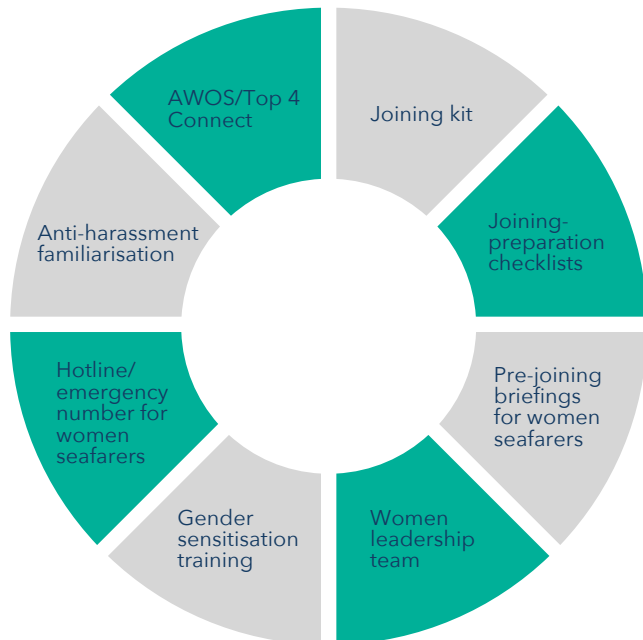 AWOS/Top 4
Connect
Joining kit
Joining-
preparation
checklists
Pre-joining
briefings
for women
seafarers
Women
leadership
team
Gender
sensitisation
training
Hotline/
emergency
number for
women
seafarers
Anti-harassment
familiarisation